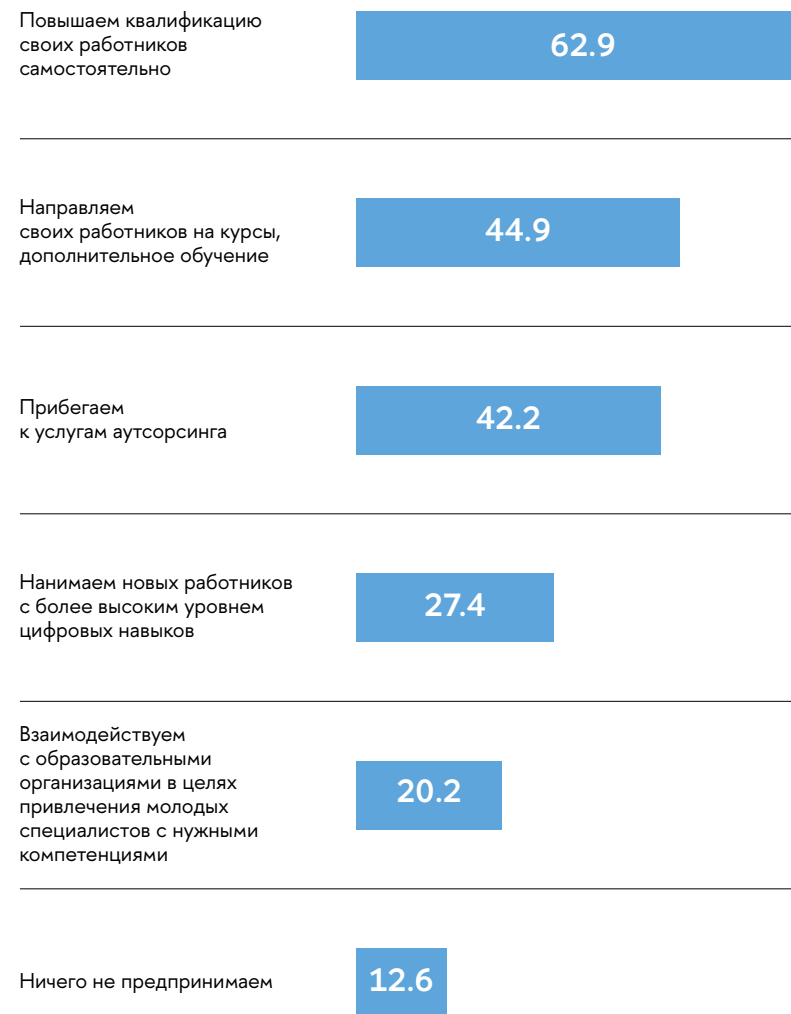 Повышаем квалификацию
своих работников
самостоятельно
62.9
Направляем
своих работников на курсы,
дополнительное обучение
44.9
Прибегаем
к услугам аутсорсинга
42.2
Нанимаем новых работников
с более высоким уровнем
цифровых навыков
27.4
Взаимодействуем
с образовательными
организациями в целях
привлечения молодых
специалистов с нужными
компетенциями
20.2
Ничего не предпринимаем
12.6